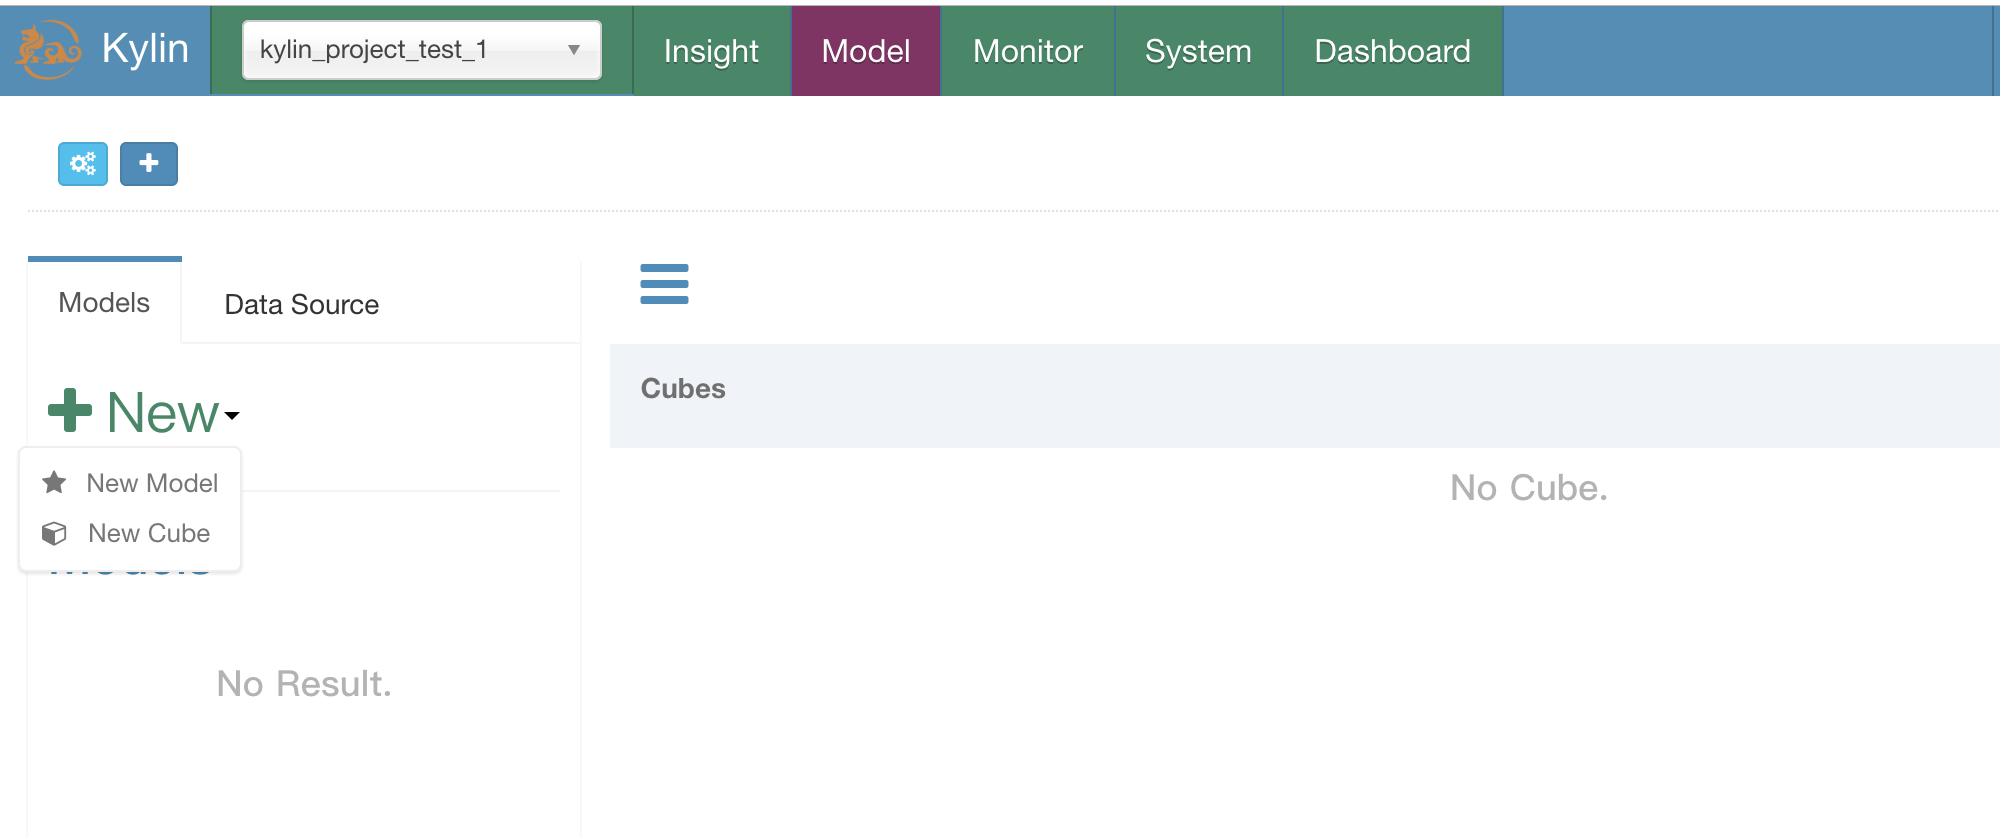 Kylin
kylin_project_test_1
Insight
Model
Monitor
System
Dashboard
Models
Data Source
New
New Model
New Cube
No Result.
Cubes
No Cube.